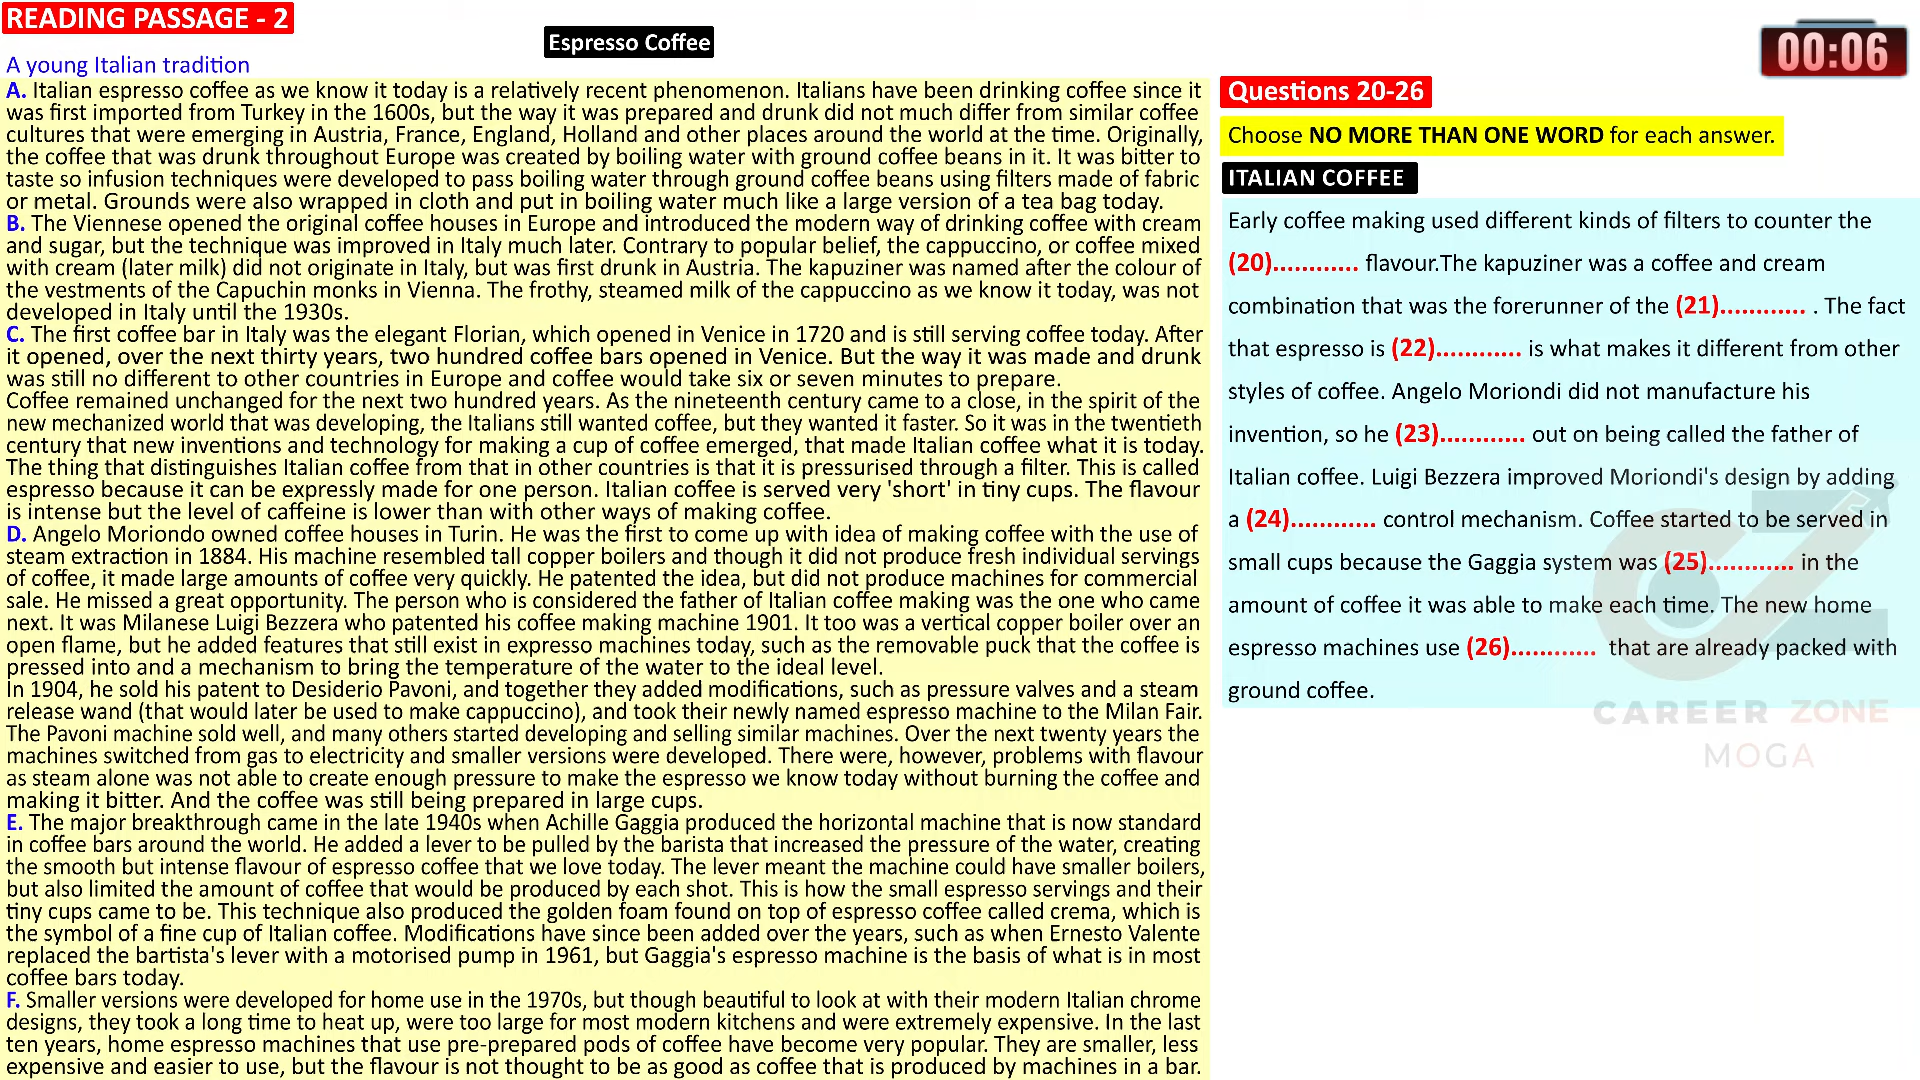 READING PASSAGE - 2
Espresso Coffee
00:06
A young Italian tradition
A. Italian espresso coffee as we know it today is a relatively recent phenomenon. Italians have been drinking coffee since it
was first imported from Turkey in the 1600s, but the way it was prepared and drunk did not much differ from similar coffee
cultures that were emerging in Austria, France, England, Holland and other places around the world at the time. Originally,
the coffee that was drunk throughout Europe was created by boiling water with ground coffee beans in it. It was bitter to
taste so infusion techniques were developed to pass boiling water through ground coffee beans using filters made of fabric
or metal. Grounds were also wrapped in cloth and put in boiling water much like a large version of a tea bag today.
B. The Viennese opened the original coffee houses in Europe and introduced the modern way of drinking coffee with cream
and sugar, but the technique was improved in Italy much later. Contrary to popular belief, the cappuccino, or coffee mixed
with cream (later milk) did not originate in Italy, but was first drunk in Austria. The kapuziner was named after the colour of
the vestments of the Capuchin monks in Vienna. The frothy, steamed milk of the cappuccino as we know it today, was not
developed in Italy until the 1930s.
C. The first coffee bar in Italy was the elegant Florian, which opened in Venice in 1720 and is still serving coffee today. After
it opened, over the next thirty years, two hundred coffee bars opened in Venice. But the way it was made and drunk
was still no different to other countries in Europe and coffee would take six or seven minutes to prepare.
Coffee remained unchanged for the next two hundred years. As the nineteenth century came to a close, in the spirit of the
new mechanized world that was developing, the Italians still wanted coffee, but they wanted it faster. So it was in the twentieth
century that new inventions and technology for making a cup of coffee emerged, that made Italian coffee what it is today.
The thing that distinguishes Italian coffee from that in other countries is that it is pressurised through a filter. This is called
espresso because it can be expressly made for one person. Italian coffee is served very 'short' in tiny cups. The flavour
is intense but the level of caffeine is lower than with other ways of making coffee.
D. Angelo Moriondo owned coffee houses in Turin. He was the first to come up with idea of making coffee with the use of
steam extraction in 1884. His machine resembled tall copper boilers and though it did not produce fresh individual servings
of coffee, it made large amounts of coffee very quickly. He patented the idea, but did not produce machines for commercial
sale. He missed a great opportunity. The person who is considered the father of Italian coffee making was the one who came
next. It was Milanese Luigi Bezzera who patented his coffee making machine 1901. It too was a vertical copper boiler over an
open flame, but he added features that still exist in expresso machines today, such as the removable puck that the coffee is
pressed into and a mechanism to bring the temperature of the water to the ideal level.
In 1904, he sold his patent to Desiderio Pavoni, and together they added modifications, such as pressure valves and a steam
release wand (that would later be used to make cappuccino), and took their newly named espresso machine to the Milan Fair.
The Pavoni machine sold well, and many others started developing and selling similar machines. Over the next twenty years the
machines switched from gas to electricity and smaller versions were developed. There were, however, problems with flavour
as steam alone was not able to create enough pressure to make the espresso we know today without burning the coffee and
making it bitter. And the coffee was still being prepared in large cups.
E. The major breakthrough came in the late 1940s when Achille Gaggia produced the horizontal machine that is now standard
in coffee bars around the world. He added a lever to be pulled by the barista that increased the pressure of the water, creating
the smooth but intense flavour of espresso coffee that we love today. The lever meant the machine could have smaller boilers,
but also limited the amount of coffee that would be produced by each shot. This is how the small espresso servings and their
tiny cups came to be. This technique also produced the golden foam found on top of espresso coffee called crema, which is
the symbol of a fine cup of Italian coffee. Modifications have since been added over the years, such as when Ernesto Valente
replaced the bartista's lever with a motorised pump in 1961, but Gaggia's espresso machine is the basis of what is in most
coffee bars today.
F. Smaller versions were developed for home use in the 1970s, but though beautiful to look at with their modern Italian chrome
designs, they took a long time to heat up, were too large for most modern kitchens and were extremely expensive. In the last
ten years, home espresso machines that use pre-prepared pods of coffee have become very popular. They are smaller, less
expensive and easier to use, but the flavour is not thought to be as good as coffee that is produced by machines in a bar.
Questions 20-26
Choose NO MORE THAN ONE WORD for each answer.
ITALIAN COFFEE
Early coffee making used different kinds of filters to counter the
(20)............ flavour.The kapuziner was a coffee and cream
combination that was the forerunner of the (21)............ . The fact
that espresso is (22)............ is what makes it different from other
styles of coffee. Angelo Moriondi did not manufacture his
invention, so he (23)............ out on being called the father of
Italian coffee. Luigi Bezzera improved Moriondi's design by adding
a (24)............ control mechanism. Coffee started to be served in
small cups because the Gaggia system was (25)............ in the
amount of coffee it was able to make each time. The new home
espresso machines use (26)............ that are already packed with
ground coffee.
CAREER ZONE
MOGA